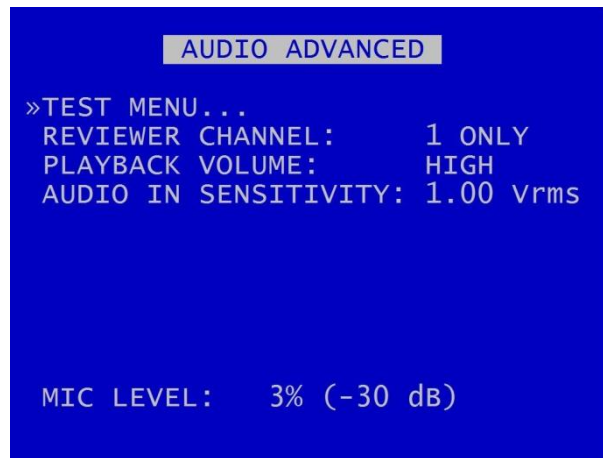 AUDIO ADVANCED
»TEST MENU...
REVIEWER CHANNEL: 1 ONLY
PLAYBACK VOLUME: HIGH
AUDIO IN SENSITIVITY: 1.00 Vrms
MIC LEVEL: 3% (-30 dB)